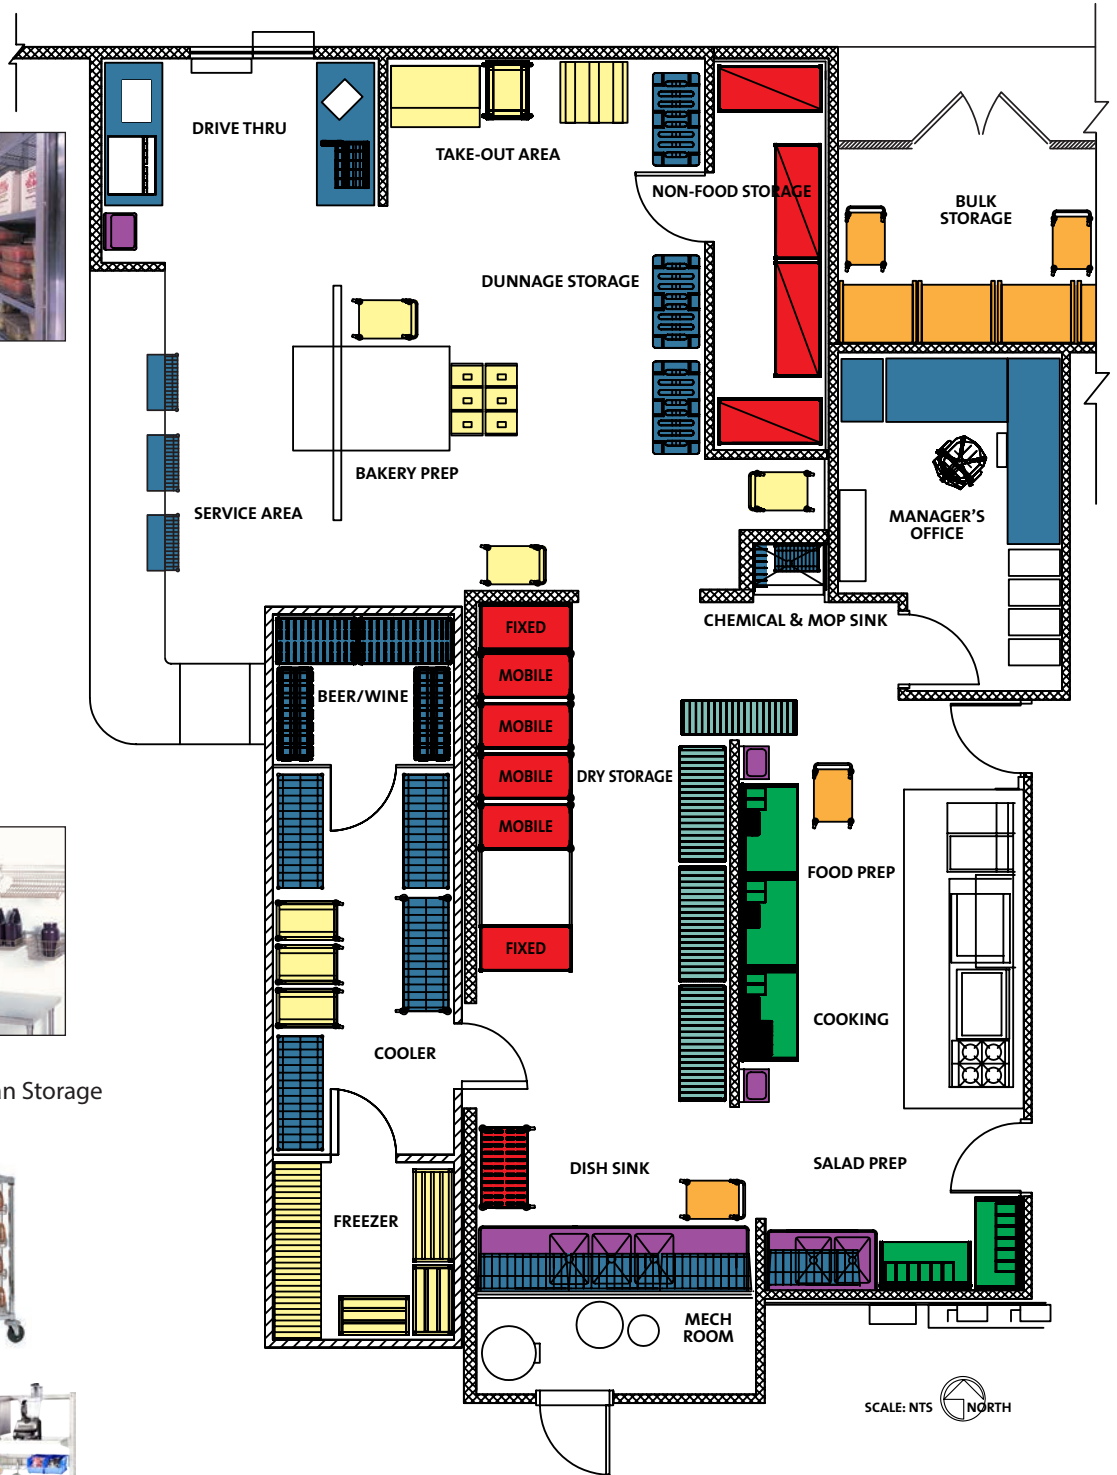 DRIVE THRU
TAKE-OUT AREA
NON-FOOD STORAGE
BULK
STORAGE
DUNNAGE STORAGE
BAKERY PREP
SERVICE AREA
MANAGER'S
OFFICE
CHEMICAL & MOP SINK
FIXED
MOBILE
MOBILE
MOBILE
MOBILE
FIXED
BEER/WINE
DRY STORAGE
FOOD PREP
COOKING
COOLER
an Storage
DISH SINK
SALAD PREP
FREEZER
MECH
ROOM
SCALE: NTS
NORTH